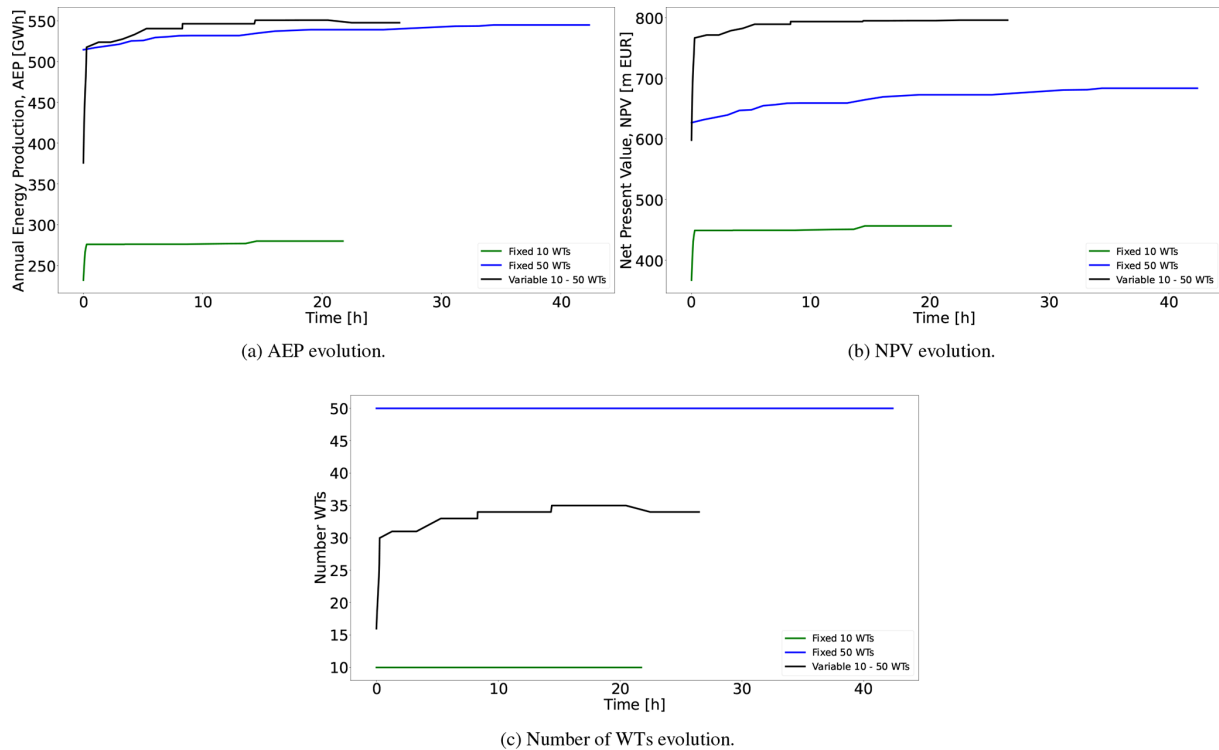 Annual Energy Production, AEP [GWh]
550
500
450
400
350
300
250
0
10
20
30
40
Time [h]
Fixed 10 WTs
Fixed 50 WTs
Variable 10 - 50 WTs
(a) AEP evolution.
Net Present Value, NPV [m EUR]
800
700
600
500
400
0
10
20
30
40
Time [h]
Fixed 10 WTs
Fixed 50 WTs
Variable 10 - 50 WTs
(b) NPV evolution.
Number WTs
50
45
40
35
30
25
20
15
10
0
10
20
30
40
Time [h]
Fixed 10 WTs
Fixed 50 WTs
Variable 10 - 50 WTs
(c) Number of WTs evolution.